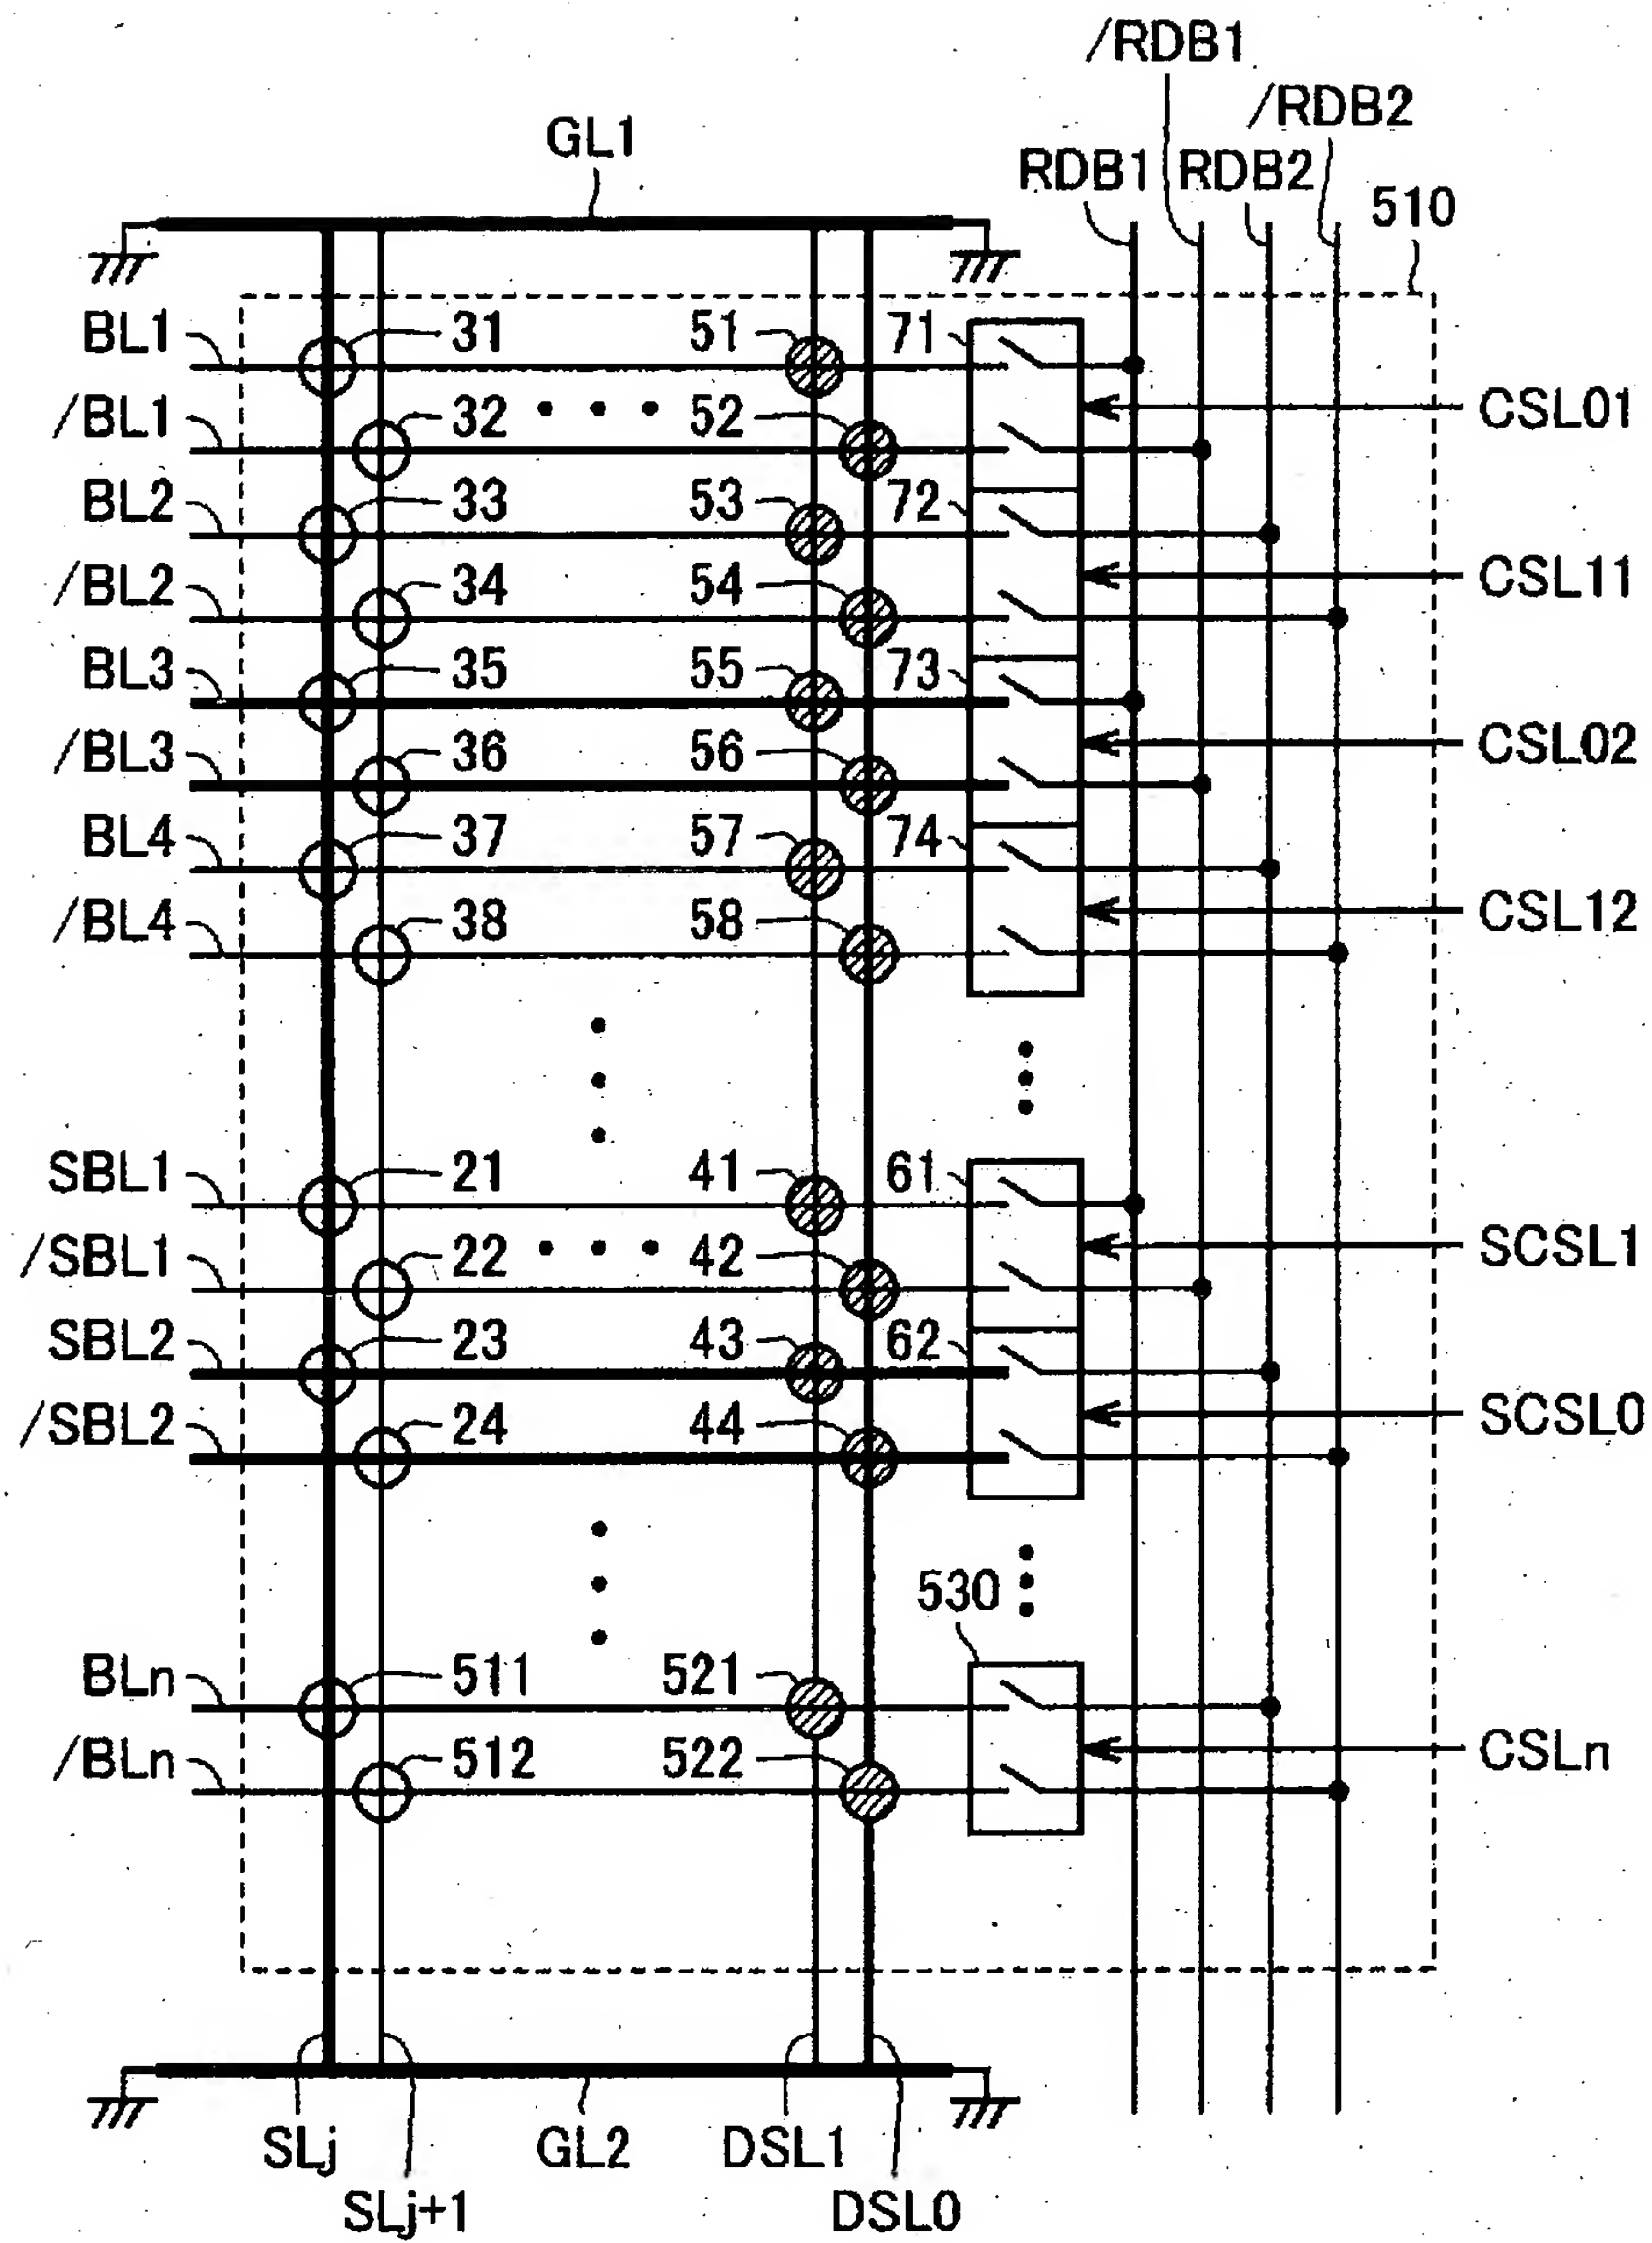 /RDB1
/RDB2
GL1
RDB1
RDB2
510
BL1
31
51
71
CSL01
/BL1
32
52
BL2
33
53
72
CSL11
/BL2
34
54
BL3
35
55
73
CSL02
/BL3
36
56
BL4
37
57
74
CSL12
/BL4
38
58
SBL1
21
41
61
SCSL1
/SBL1
22
42
SBL2
23
43
62
SCSL0
/SBL2
24
44
530
BLn
511
521
CSLn
/BLn
512
522
SLj
GL2
DSL1
SLj+1
DSL0